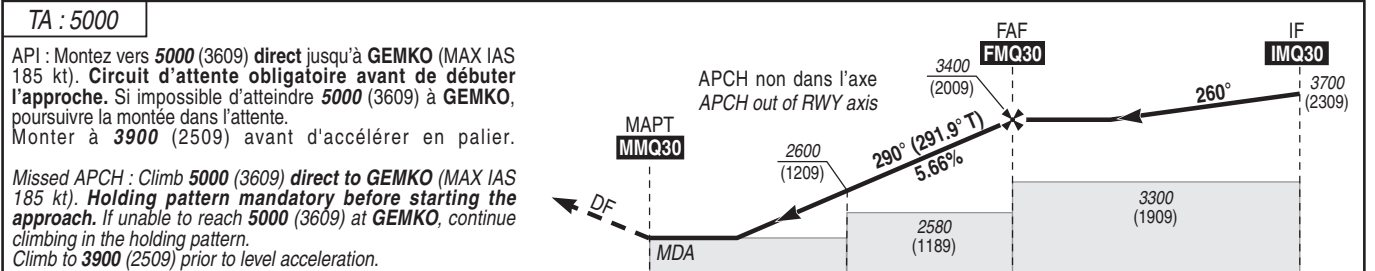 TA : 5000
API : Montez vers 5000 (3609) direct jusqu'à GEMKO (MAX IAS
185 kt). Circuit d'attente obligatoire avant de débuter
l'approche. Si impossible d'atteindre 5000 (3609) à GEMKO,
poursuivre la montée dans l'attente.
Monter à 3900 (2509) avant d'accélérer en palier.
Missed APCH : Climb 5000 (3609) direct to GEMKO (MAX IAS
185 kt). Holding pattern mandatory before starting the
approach. If unable to reach 5000 (3609) at GEMKO, continue
climbing in the holding pattern.
Climb to 3900 (2509) prior to level acceleration.
APCH non dans l'axe
APCH out of RWY axis
FAF
FMQ30
IF
IMQ30
3400
(2009)
3700
(2309)
260°
MAPT
MMQ30
2600
(1209)
290° (291.9° T)
5.66%
DF
MDA
2580
(1189)
3300
(1909)